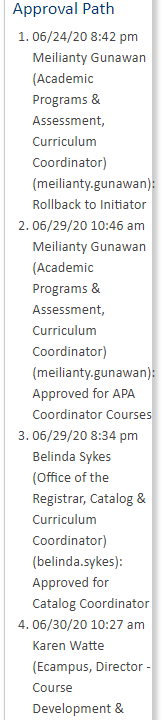 Approval Path
1. 06/24/20 8:42 pm
Meilianty Gunawan
(Academic
Programs &
Assessment,
Curriculum
Coordinator)
(meilianty.gunawan):
Rollback to Initiator
2. 06/29/20 10:46 am
Meilianty Gunawan
(Academic
Programs &
Assessment,
Curriculum
Coordinator)
(meilianty.gunawan):
Approved for APA
Coordinator Courses
3. 06/29/20 8:34 pm
Belinda Sykes
(Office of the
Registrar, Catalog &
Curriculum
Coordinator)
(belinda.sykes):
Approved for
Catalog Coordinator
4. 06/30/20 10:27 am
Karen Watte
(Ecampus, Director -
Course
Development &